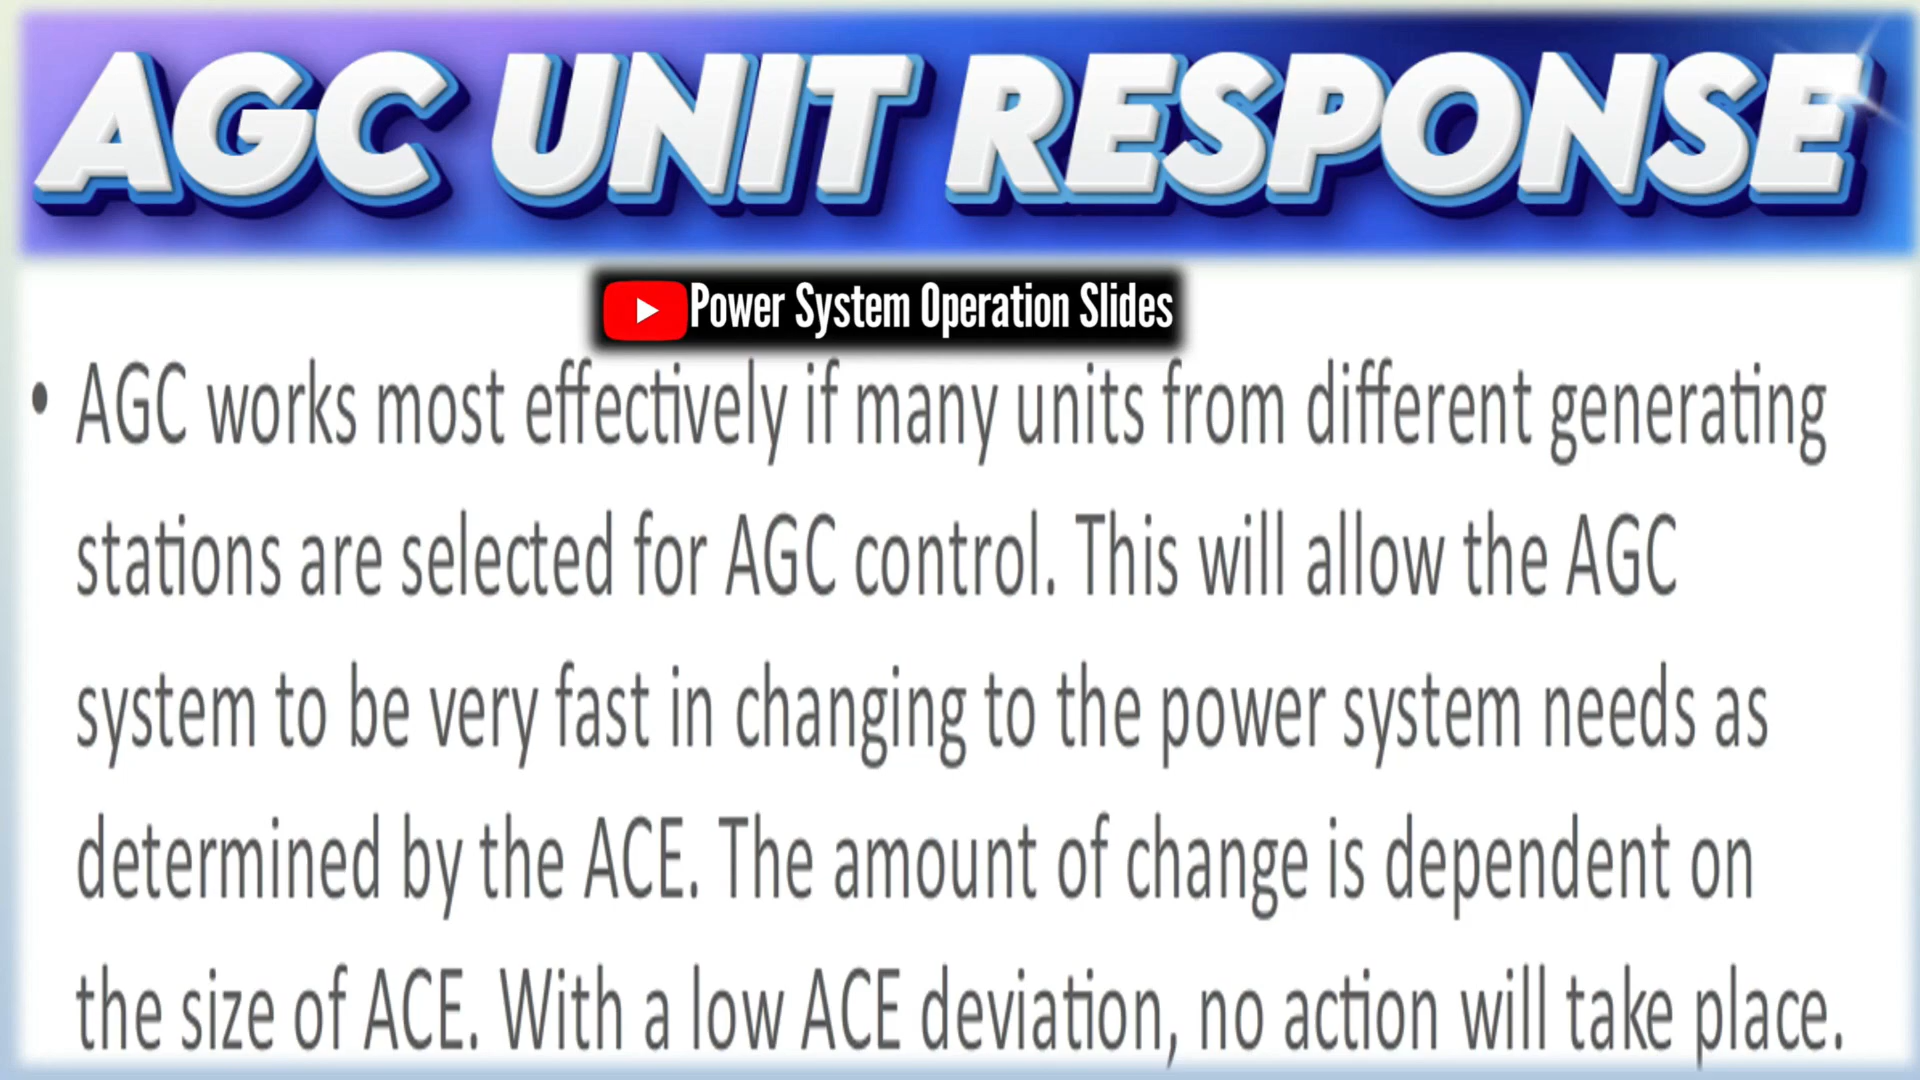 AGC UNIT RESPONSE
Power System Operation Slides
• AGC works most effectively if many units from different generating
stations are selected for AGC control. This will allow the AGC
system to be very fast in changing to the power system needs as
determined by the ACE. The amount of change is dependent on
the size of ACE. With a low ACE deviation, no action will take place.